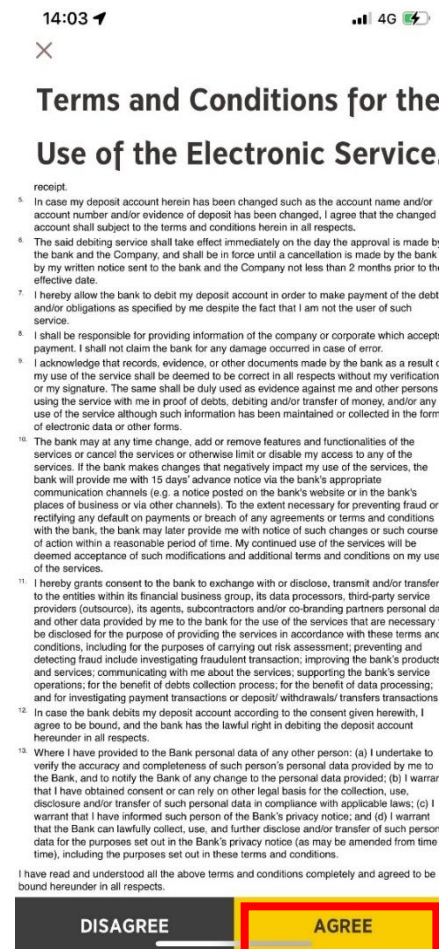 14:03
4G
Terms and Conditions for the
Use of the Electronic Service.
receipt.
5. In case my deposit account herein has been changed such as the account name and/or
account number and/or evidence of deposit has been changed, I agree that the changed
account shall subject to the terms and conditions herein in all respects.
6. The said debiting service shall take effect immediately on the day the approval is made by
the bank and the Company, and shall be in force until a cancellation is made by the bank
by my written notice sent to the bank and the Company not less than 2 months prior to the
effective date.
7. I hereby allow the bank to debit my deposit account in order to make payment of the debt
and/or obligations as specified by me despite the fact that I am not the user of such
service.
8. I shall be responsible for providing information of the company or corporate which accepts
payment. I shall not claim the bank for any damage occurred in case of error.
9. I acknowledge that records, evidence, or other documents made by the bank as a result o
my use of the service shall be deemed to be correct in all respects without my verification
or my signature. The same shall be duly used as evidence against me and other persons
using the service with me in proof of debts, debiting and/or transfer of money, and/or any
use of the service although such information has been maintained or collected in the form
of electronic data or other forms.
10. The bank may at any time change, add or remove features and functionalities of the
services or cancel the services or otherwise limit or disable my access to any of the
services. If the bank makes changes that negatively impact my use of the services, the
bank will provide me with 15 days' advance notice via the bank's appropriate
communication channels (e.g. a notice posted on the bank's website or in the bank's
places of business or via other channels). To the extent necessary for preventing fraud or
rectifying any default on payments or breach of any agreements or terms and conditions
with the bank, the bank may later provide me with notice of such changes or such course
of action within a reasonable period of time. My continued use of the services will be
deemed acceptance of such modifications and additional terms and conditions on my use
of the services.
11. I hereby grants consent to the bank to exchange with or disclose, transmit and/or transfer
to the entities within its financial business group, its data processors, third-party service
providers (outsource), its agents, subcontractors and/or co-branding partners personal da
and other data provided by me to the bank for the use of the services that are necessary
be disclosed for the purpose of providing the services in accordance with these terms and
conditions, including for the purposes of carrying out risk assessment; preventing and
detecting fraud include investigating fraudulent transaction; improving the bank's products
and services; communicating with me about the services; supporting the bank's service
operations; for the benefit of debts collection process; for the benefit of data processing;
and for investigating payment transactions or deposit/ withdrawals/ transfers transactions
12. In case the bank debits my deposit account according to the consent given herewith, I
agree to be bound, and the bank has the lawful right in debiting the deposit account
hereunder in all respects.
13. Where I have provided to the Bank personal data of any other person: (a) I undertake to
verify the accuracy and completeness of such person's personal data provided by me to
the Bank, and to notify the Bank of any change to the personal data provided; (b) I warran
that I have obtained consent or can rely on other legal basis for the collection, use,
disclosure and/or transfer of such personal data in compliance with applicable laws; (c) I
warrant that I have informed such person of the Bank's privacy notice; and (d) I warrant
that the Bank can lawfully collect, use, and further disclose and/or transfer of such person
data for the purposes set out in the Bank's privacy notice (as may be amended from time
time), including the purposes set out in these terms and conditions.
I have read and understood all the above terms and conditions completely and agreed to be
bound hereunder in all respects.
DISAGREE
AGREE